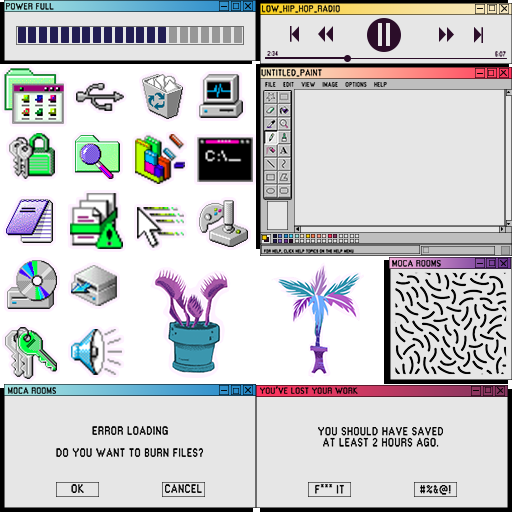 POWER FULL
LOW_HIP_HOP_RADIO
2:34
6:07
UNTITLED_PAINT
FILE EDIT VIEW IMAGE OPTIONS HELP
A
C:\_
FOR HELP, CLICK HELP TOPICS ON THE HELP MENU
MOCA ROOMS
MOCA ROOMS
ERROR LOADING
DO YOU WANT TO BURN FILES?
OK
CANCEL
YOU'VE LOST YOUR WORK
YOU SHOULD HAVE SAVED
AT LEAST 2 HOURS AGO.
F*** IT
#%&@!